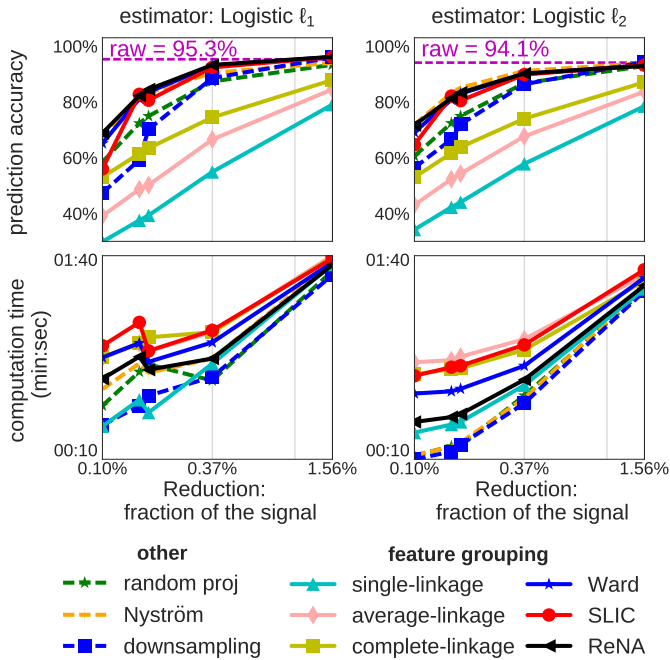 estimator: Logistic ℓ1
estimator: Logistic ℓ2
prediction accuracy
100%
80%
60%
40%
raw = 95.3%
100%
80%
60%
40%
raw = 94.1%
computation time
(min:sec)
01:40
00:10
01:40
00:10
0.10%
0.37%
1.56%
0.10%
0.37%
1.56%
Reduction:
fraction of the signal
Reduction:
fraction of the signal
other
random proj
Nyström
downsampling
feature grouping
single-linkage
average-linkage
complete-linkage
Ward
SLIC
ReNA